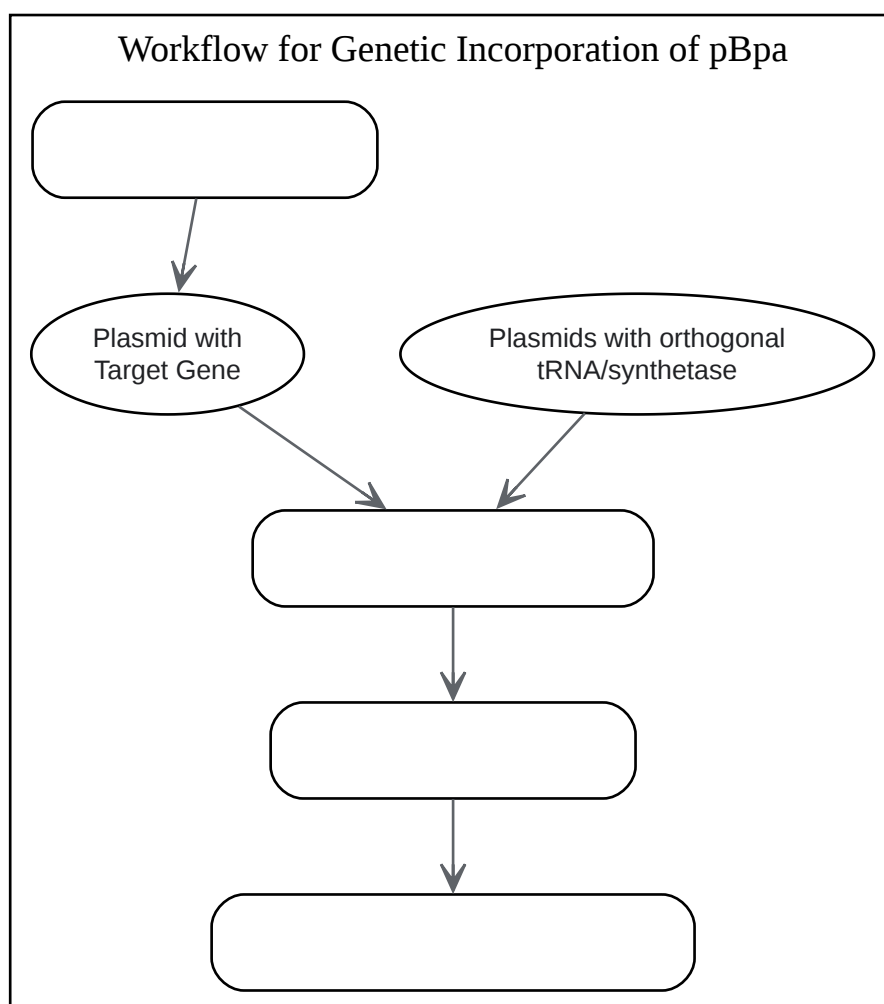 Workflow for Genetic Incorporation of pBpa
Plasmid with
Target Gene
Plasmids with orthogonal
tRNA/synthetase